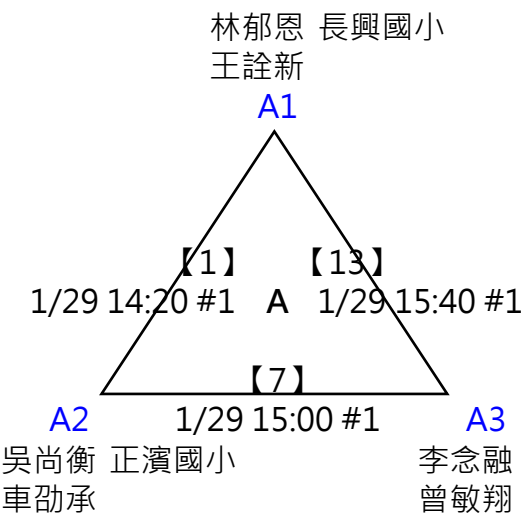 林郁恩 長興國小
王詮新
A1
【1】 【13】
1/29 14:20 #1 A 1/29 15:40 #1
【7】
A2 1/29 15:00 #1 A3
吳尚衡 正濱國小 李念融
車劭承 曾敏翔